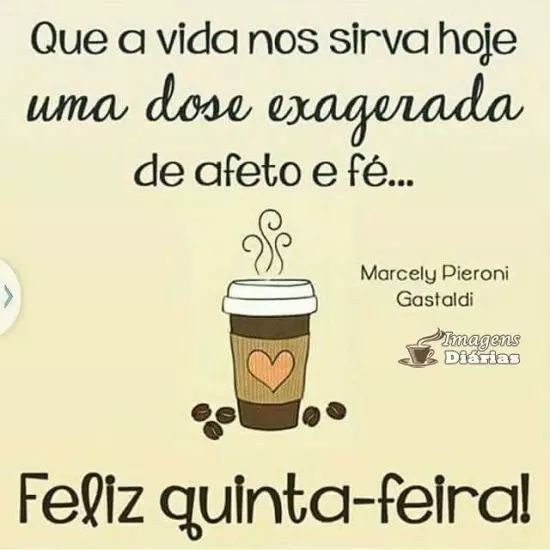 Que a vida nos sirva hoje
uma dose exagerada
de afeto e fé...
Marcely Pieroni
Gastaldi
Imagens
Diárias
Feliz quinta-feira!